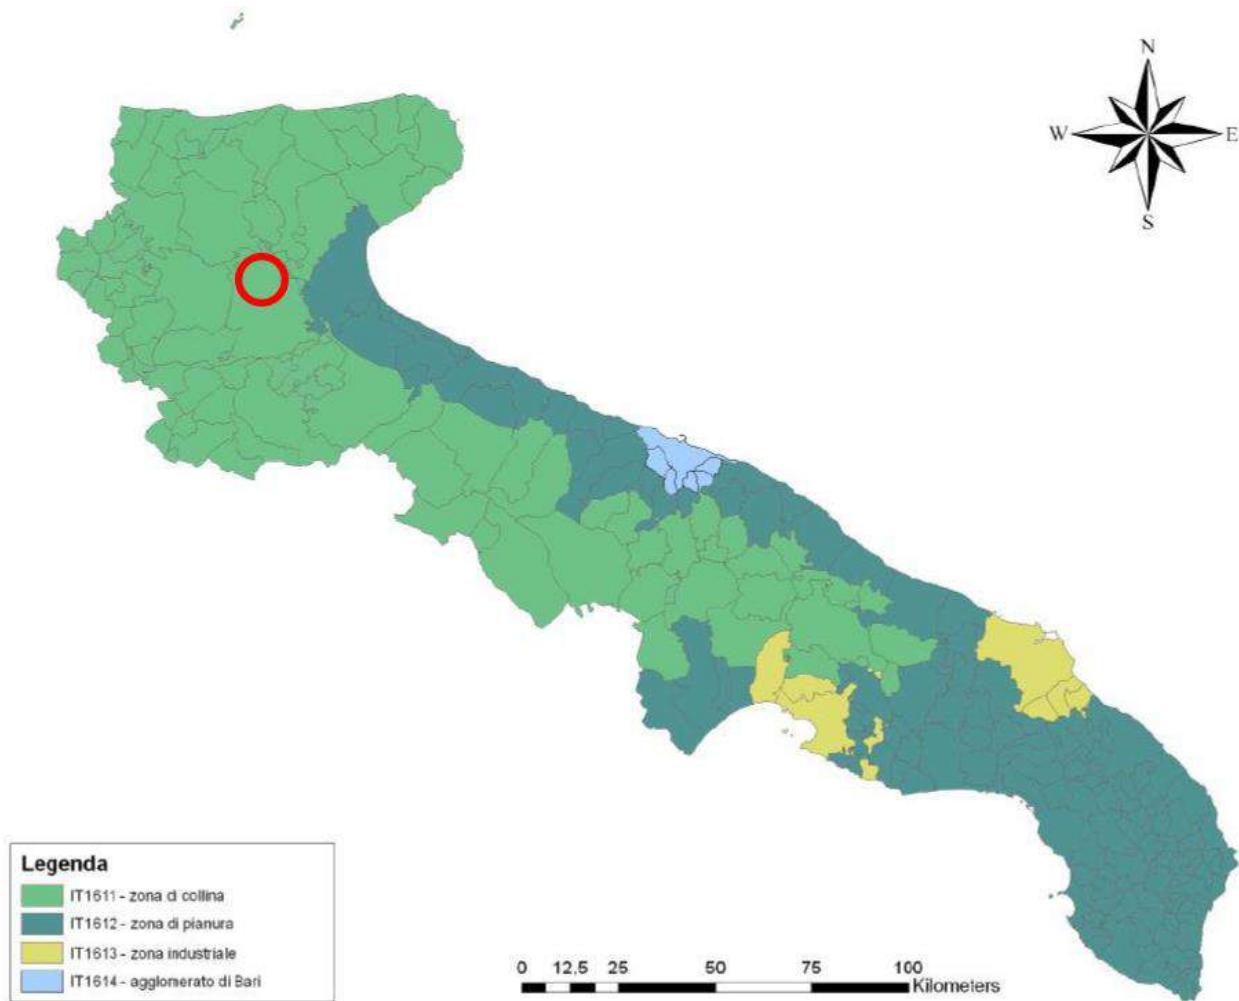 N
W E
S
Legenda
IT1611 - zona di collina
IT1612 - zona di pianura
IT1613 - zona industriale
IT1614 - agglomerato di Bari
0 12,5 25 50 75 100
Kilometers